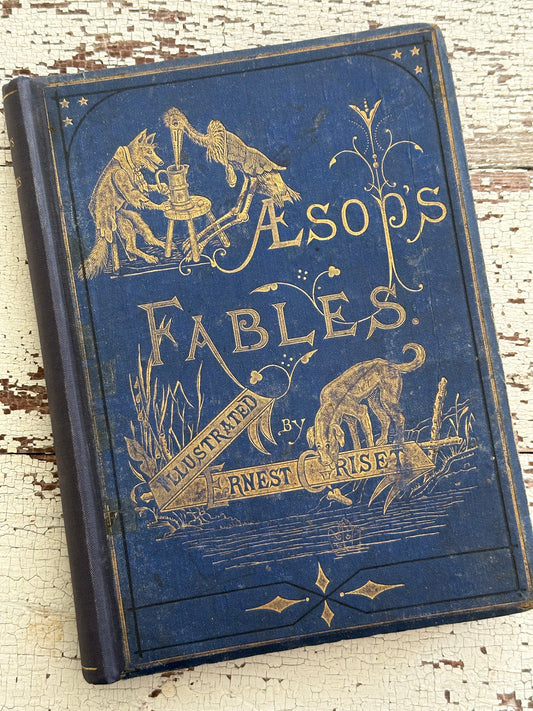 ÆSOP'S
FABLES.
ILLUSTRATED
BY
ERNEST GRISET